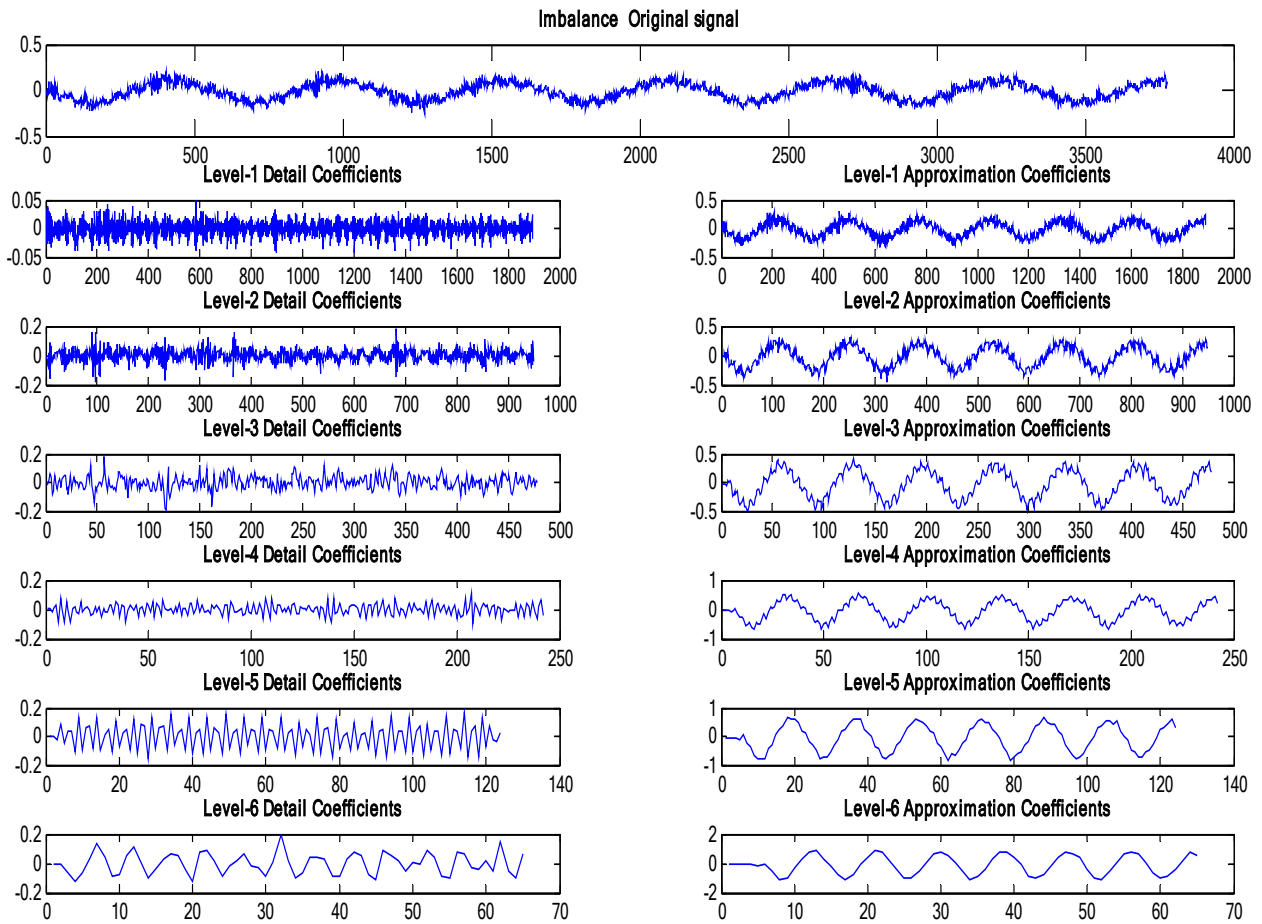 Imbalance Original signal
0.5
0
-0.5
0 500 1000 1500 2000 2500 3000 3500 4000
Level-1 Detail Coefficients
0.05
0
-0.05
0 200 400 600 800 1000 1200 1400 1600 1800 2000
Level-1 Approximation Coefficients
0.5
0
-0.5
0 200 400 600 800 1000 1200 1400 1600 1800 2000
Level-2 Detail Coefficients
0.2
0
-0.2
0 100 200 300 400 500 600 700 800 900 1000
Level-2 Approximation Coefficients
0.5
0
-0.5
0 100 200 300 400 500 600 700 800 900 1000
Level-3 Detail Coefficients
0.2
0
-0.2
0 50 100 150 200 250 300 350 400 450 500
Level-3 Approximation Coefficients
0.5
0
-0.5
0 50 100 150 200 250 300 350 400 450 500
Level-4 Detail Coefficients
0.2
0
-0.2
0 50 100 150 200 250
Level-4 Approximation Coefficients
1
0
-1
0 50 100 150 200 250
Level-5 Detail Coefficients
0.2
0
-0.2
0 20 40 60 80 100 120 140
Level-5 Approximation Coefficients
1
0
-1
0 20 40 60 80 100 120 140
Level-6 Detail Coefficients
0.2
0
-0.2
0 10 20 30 40 50 60 70
Level-6 Approximation Coefficients
2
0
-2
0 10 20 30 40 50 60 70